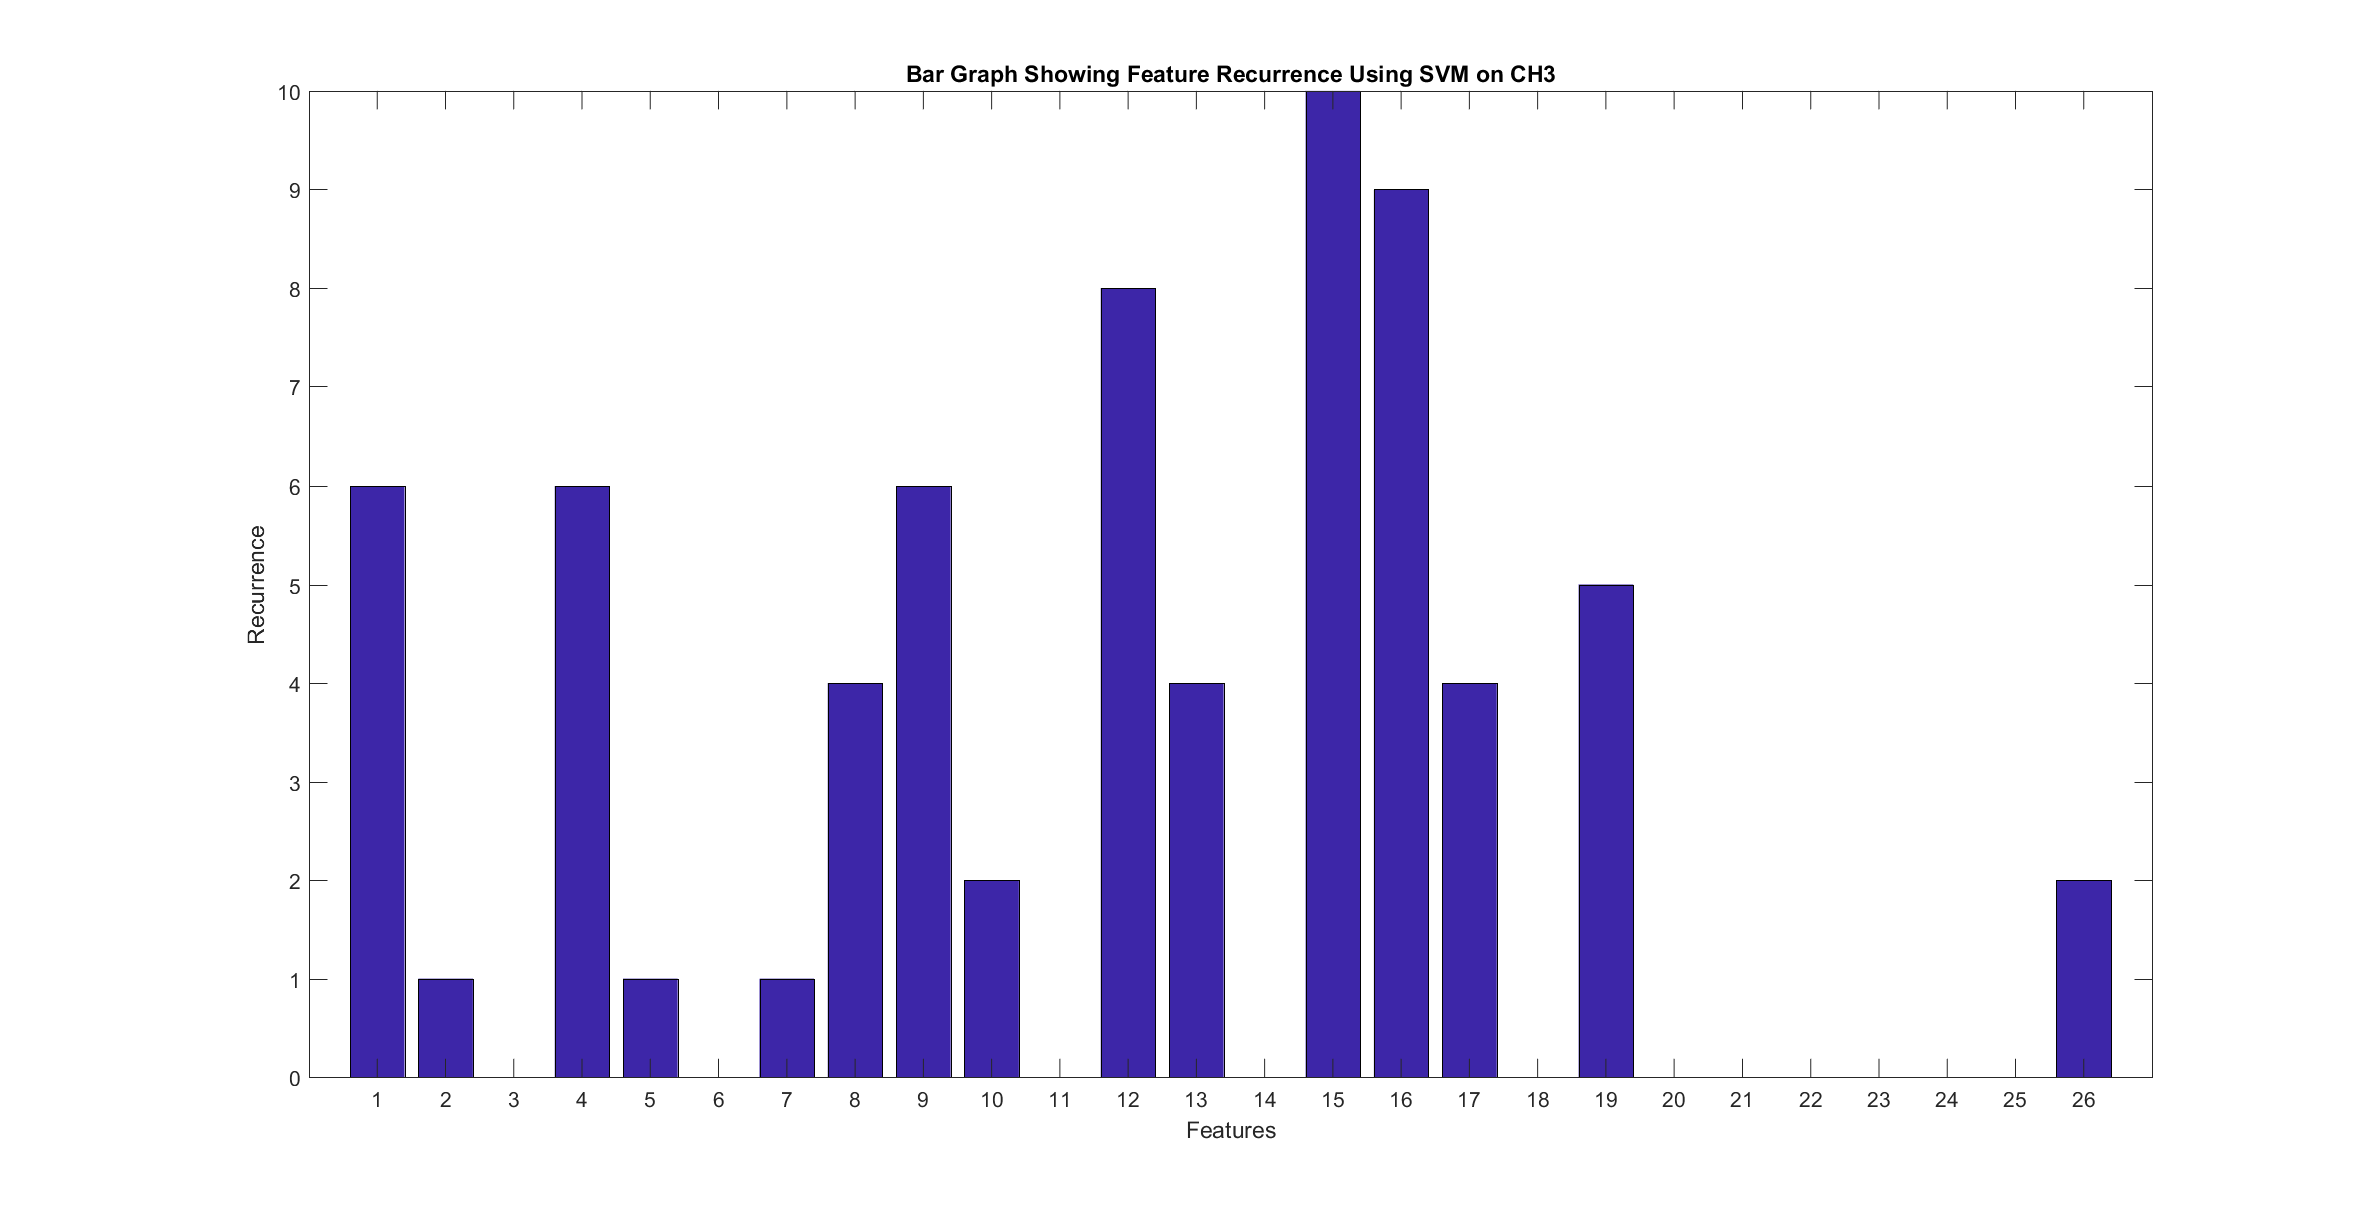 Bar Graph Showing Feature Recurrence Using SVM on CH3
10
9
8
7
6
5
4
3
2
1
0
Recurrence
1 2 3 4 5 6 7 8 9 10 11 12 13 14 15 16 17 18 19 20 21 22 23 24 25 26
Features